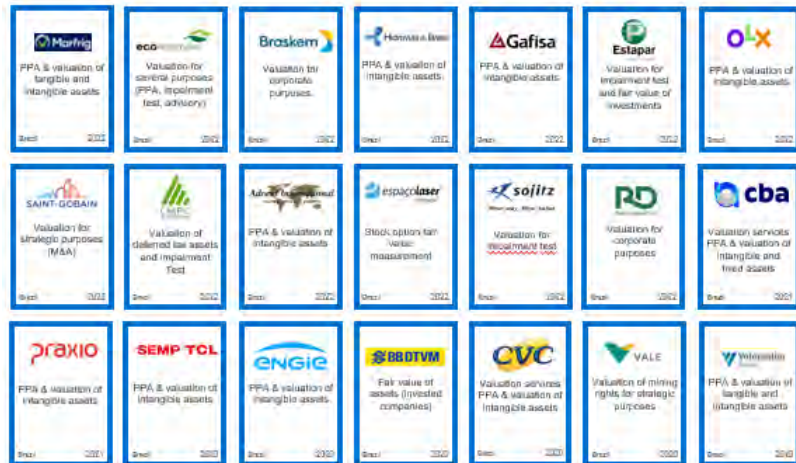 Marfrig
PPA & valuation of
tangible and
intangible assets
Brazil 2022
Valuation for
several purposes
(PPA, impairment
test, advisory)
Brazil 2022
Braskem
Valuation for
corporate
purposes.
Brazil 2022
PPA & valuation of
intangible assets
Brazil 2022
Gafisa
PPA & valuation of
intangible assets.
Brazil 2022
Estapar
Valuation for
impairment test
and fair value of
investments
Brazil 2022
OLX
PPA & valuation of
intangible assets.
Brazil 2022
SAINT-GOBAIN
Valuation for
strategic purposes
(M&A)
Brazil 2022
Valuation of
deferred tax assets
and impairment
Test
Brazil 2022
Advent International
PPA & valuation of
intangible assets
Brazil 2022
espaçolaser
Stock option fair
value
measurement
Brazil 2022
sojitz
Valuation for
impairment test
Brazil 2022
RD
Valuation for
corporate
purposes
Brazil 2022
cba
Valuation services
PPA & Valuation of
intangible and
fixed assets
Brazil 2021
praxio
PPA & valuation of
intangible assets
Brazil 2021
SEMP TCL
PPA & valuation of
intangible assets
Brazil
ENGIE
PPA & valuation of
intangible assets
Brazil
BB DTVM
Fair value of
assets (invested
companies)
Brazil 2020
CVC
Valuation services
PPA & Valuation of
intangible assets
Brazil 2020
VALE
Valuation of mining
rights for strategic
purposes
Brazil 2020
Votorantim
PPA & valuation of
tangible and
intangible assets
Brazil